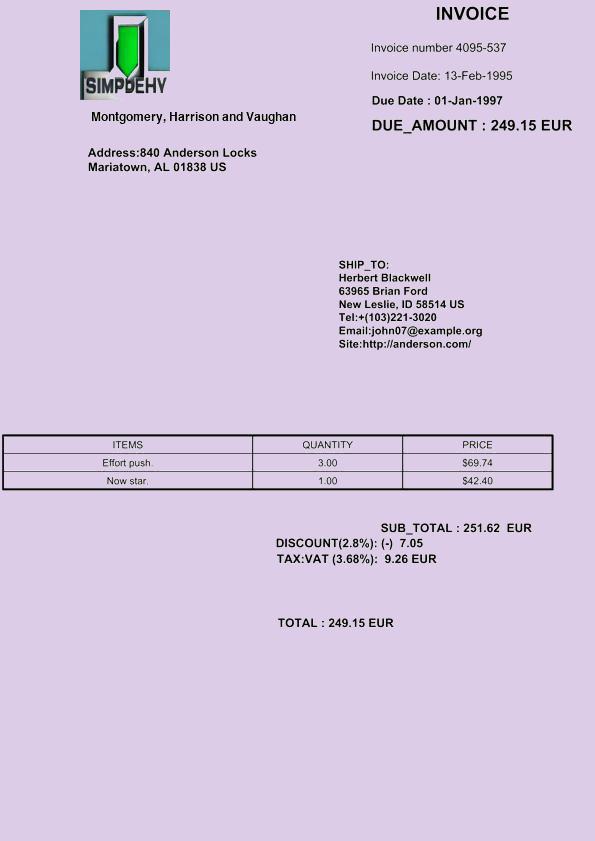 INVOICE
Invoice number 4095-537
Invoice Date: 13-Feb-1995
Due Date : 01-Jan-1997
DUE_AMOUNT : 249.15 EUR
SIMPDEHY
Montgomery, Harrison and Vaughan
Address:840 Anderson Locks
Mariatown, AL 01838 US
SHIP_TO:
Herbert Blackwell
63965 Brian Ford
New Leslie, ID 58514 US
Tel:+(103)221-3020
Email:john07@example.org
Site:http://anderson.com/
ITEMS QUANTITY PRICE
Effort push. 3.00 $69.74
Now star. 1.00 $42.40
SUB_TOTAL : 251.62 EUR
DISCOUNT(2.8%): (-) 7.05
TAX:VAT (3.68%): 9.26 EUR
TOTAL : 249.15 EUR